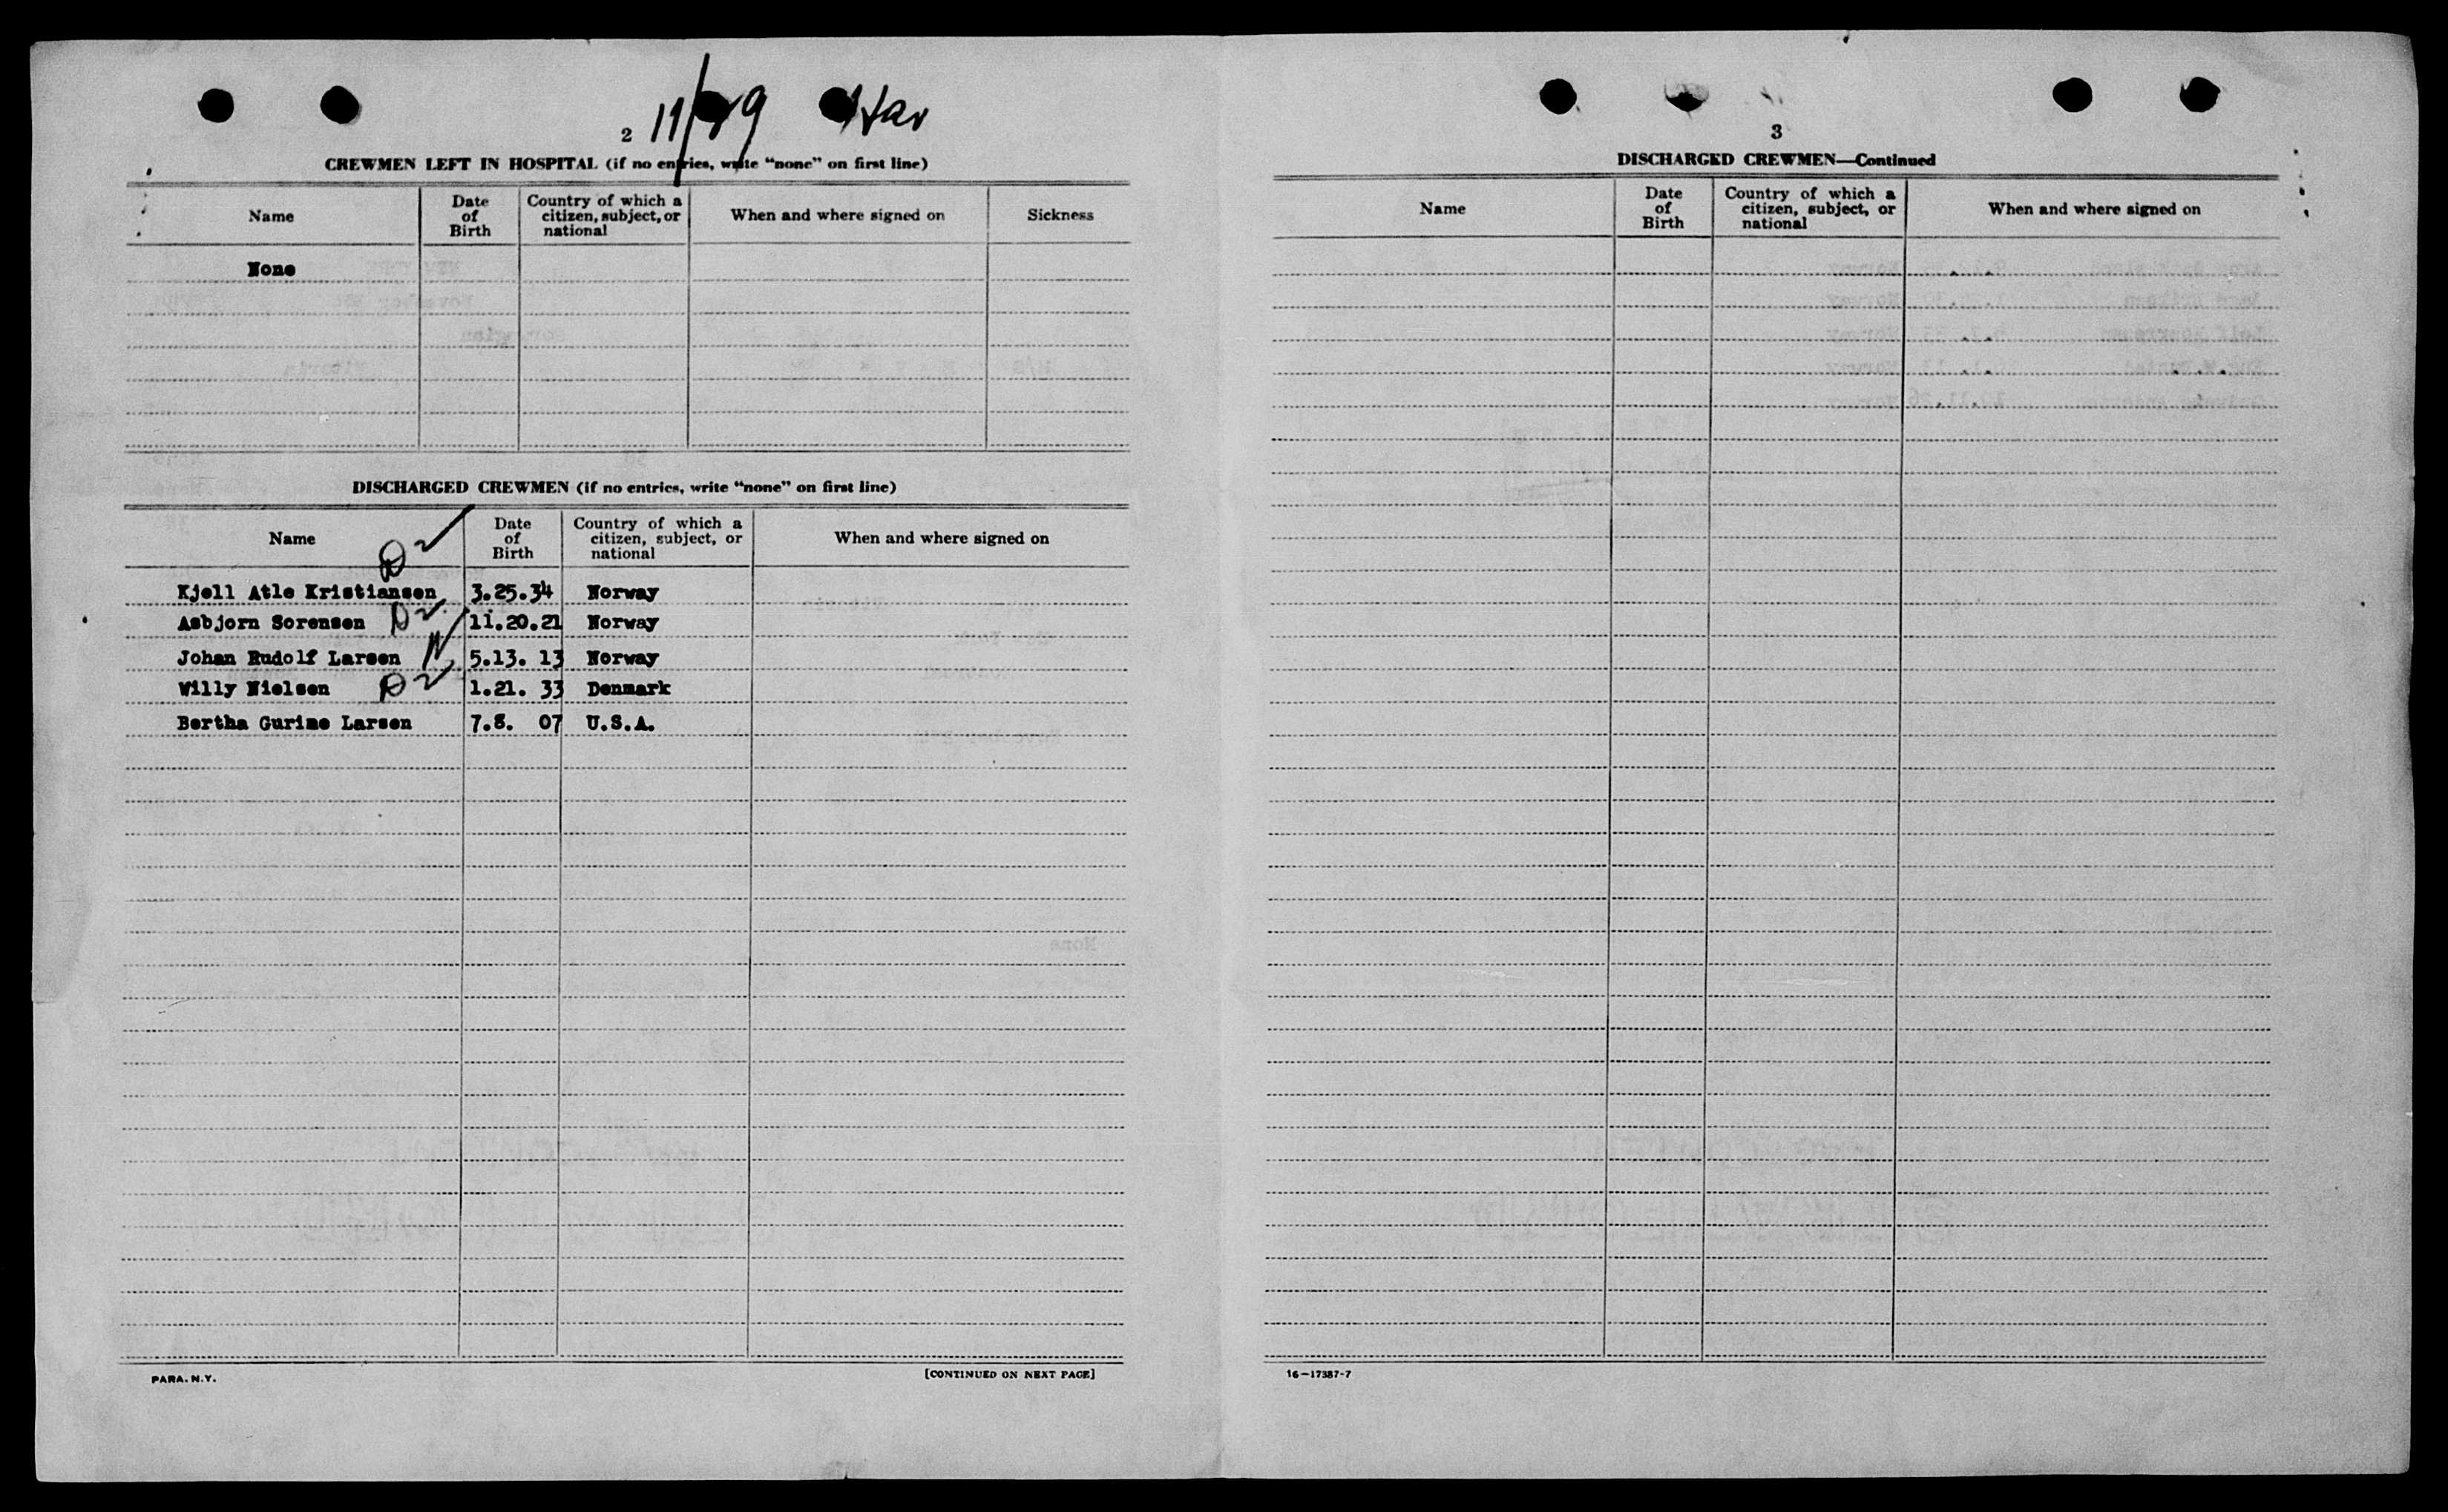 2
CREWMEN LEFT IN HOSPITAL (if no entries, write "none" on first line)
Name Date of Birth Country of which a citizen, subject, or national When and where signed on Sickness
None
DISCHARGED CREWMEN (if no entries, write "none" on first line)
Name Date of Birth Country of which a citizen, subject, or national When and where signed on
D2
Kjell Atle Kristiansen 3.25.34 Norway
Asbjorn Sorensen D2 11.20.21 Norway
Johan Rudolf Larsen 5.13. 13 Norway
Willy Nielsen D2 1.21. 33 Denmark
Bertha Gurine Larsen 7.8. 07 U.S.A.
PARA. N.Y. [CONTINUED ON NEXT PAGE]
3
DISCHARGED CREWMEN—Continued
Name Date of Birth Country of which a citizen, subject, or national When and where signed on
16—17387-7